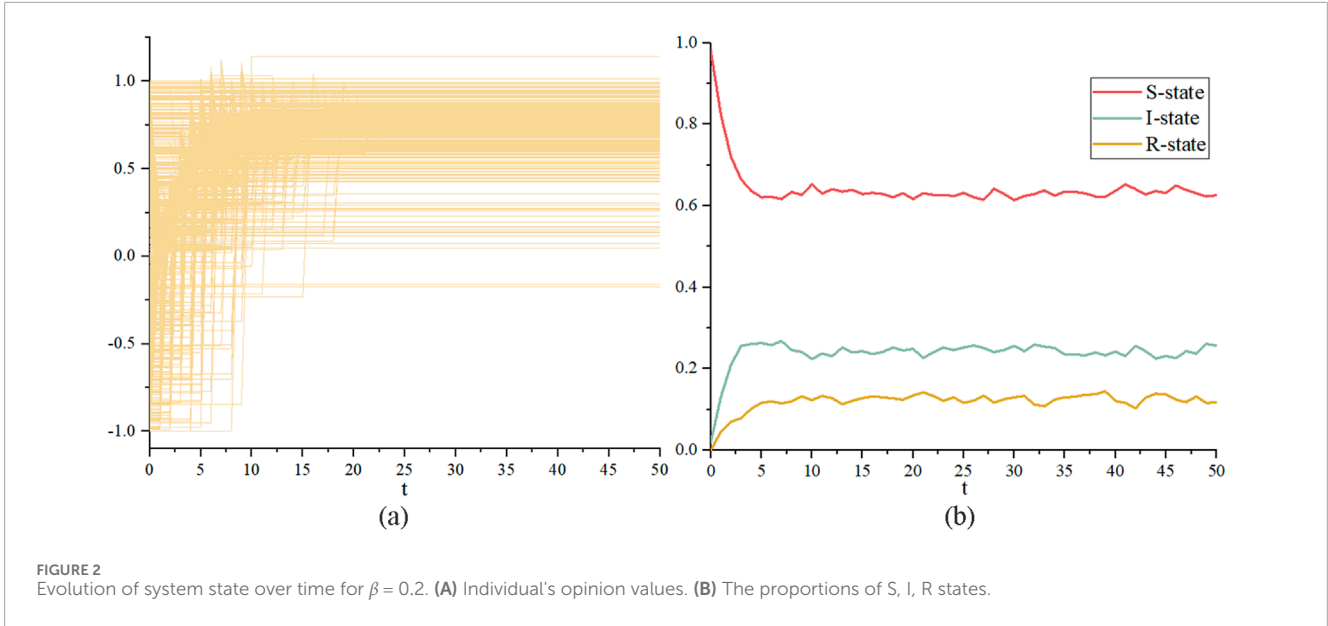 1.0
0.5
0.0
-0.5
-1.0
0 5 10 15 20 25 30 35 40 45 50
t
(a)
1.0
0.8
0.6
0.4
0.2
0.0
S-state
I-state
R-state
0 5 10 15 20 25 30 35 40 45 50
t
(b)
FIGURE 2
Evolution of system state over time for β = 0.2. (A) Individual's opinion values. (B) The proportions of S, I, R states.